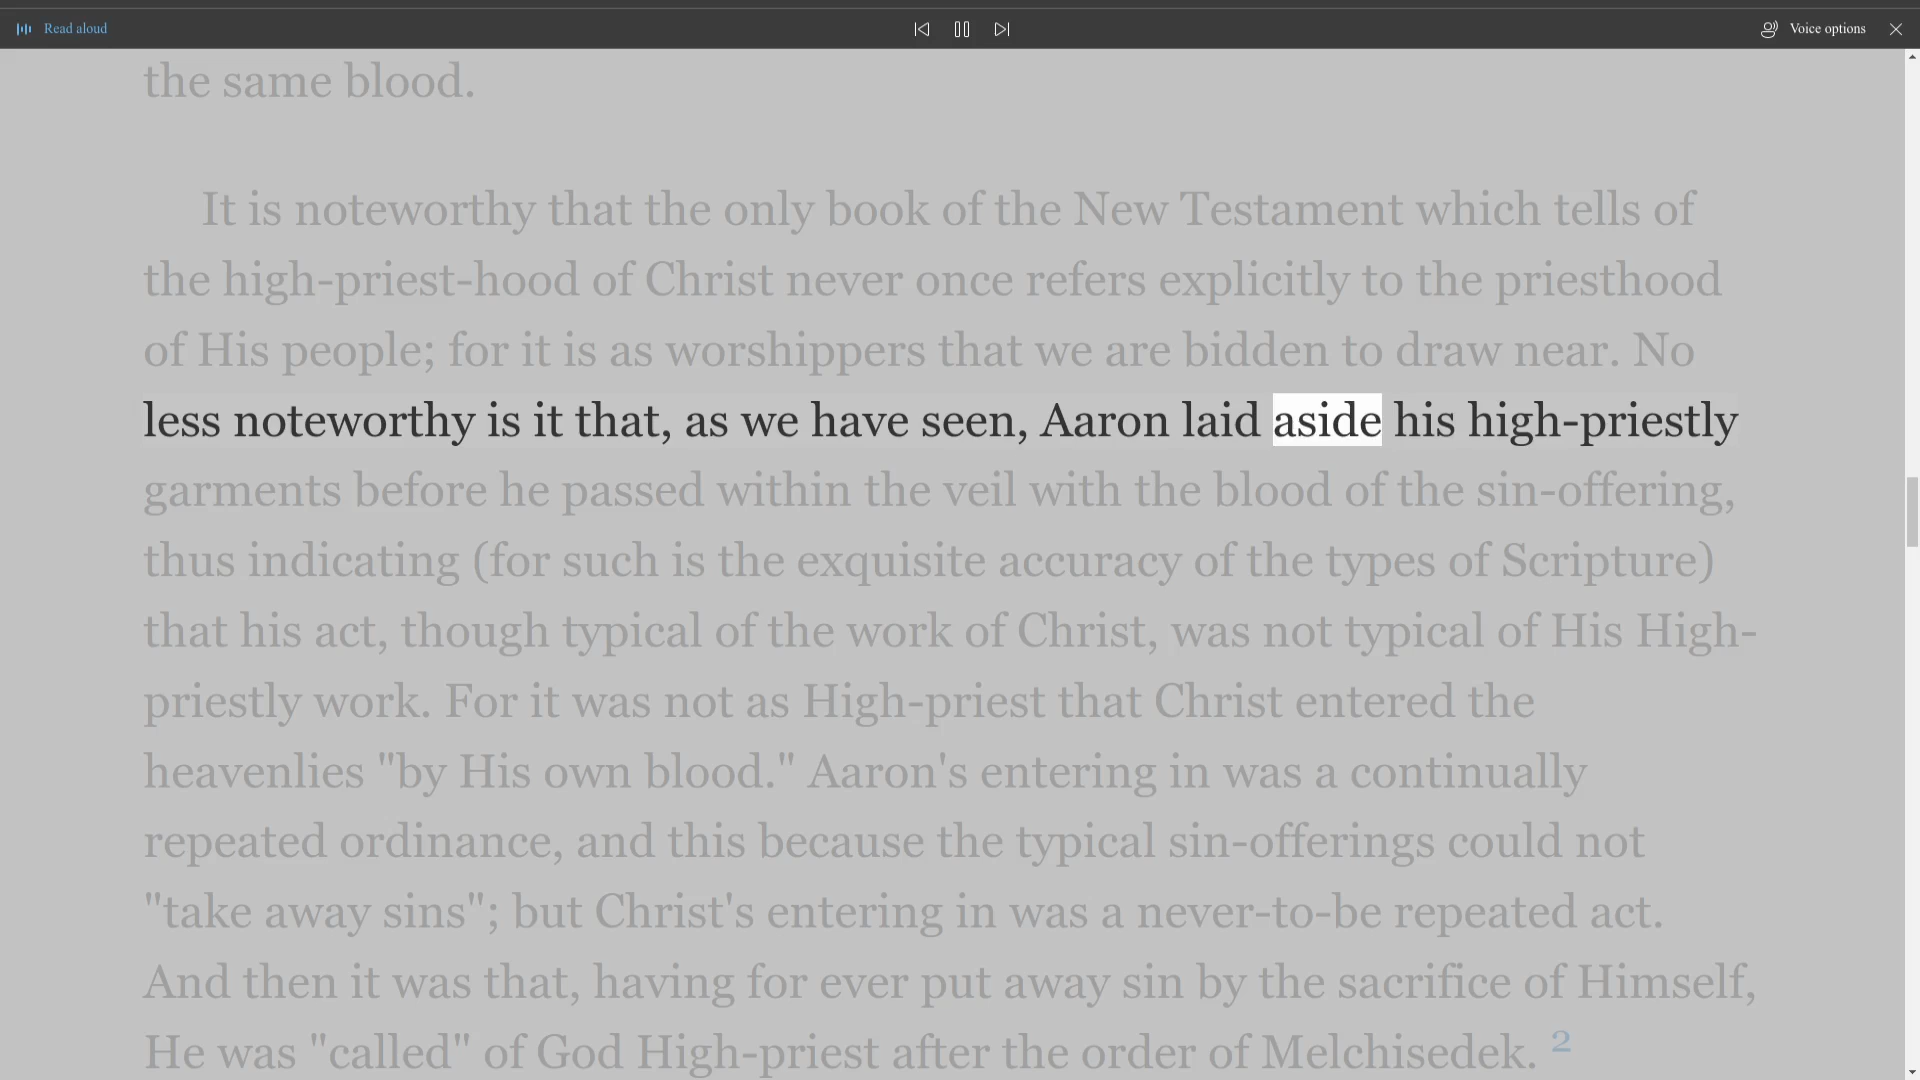 Read aloud
Voice options
the same blood.
It is noteworthy that the only book of the New Testament which tells of
the high-priest-hood of Christ never once refers explicitly to the priesthood
of His people; for it is as worshippers that we are bidden to draw near. No
less noteworthy is it that, as we have seen, Aaron laid aside his high-priestly
garments before he passed within the veil with the blood of the sin-offering,
thus indicating (for such is the exquisite accuracy of the types of Scripture)
that his act, though typical of the work of Christ, was not typical of His High-
priestly work. For it was not as High-priest that Christ entered the
heavenlies "by His own blood." Aaron's entering in was a continually
repeated ordinance, and this because the typical sin-offerings could not
"take away sins"; but Christ's entering in was a never-to-be repeated act.
And then it was that, having for ever put away sin by the sacrifice of Himself,
He was "called" of God High-priest after the order of Melchisedek. 2